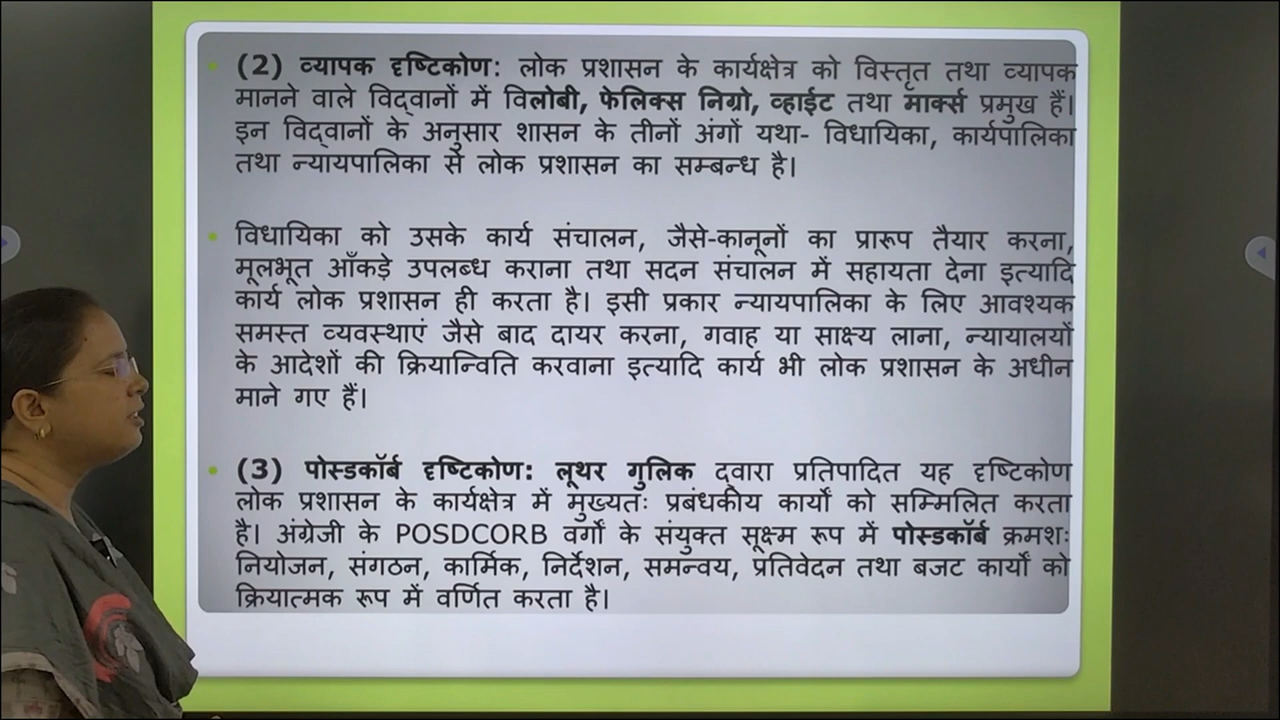 (2) व्यापक दृष्टिकोण: लोक प्रशासन के कार्यक्षेत्र को विस्तृत तथा व्यापक
मानने वाले विद्वानों में विलोबी, फेलिक्स निग्रो, व्हाईट तथा मार्क्स प्रमुख हैं।
इन विद्वानों के अनुसार शासन के तीनों अंगों यथा- विधायिका, कार्यपालिका
तथा न्यायपालिका से लोक प्रशासन का सम्बन्ध है।
विधायिका को उसके कार्य संचालन, जैसे-कानूनों का प्रारूप तैयार करना,
मूलभूत आँकड़े उपलब्ध कराना तथा सदन संचालन में सहायता देना इत्यादि
कार्य लोक प्रशासन ही करता है। इसी प्रकार न्यायपालिका के लिए आवश्यक
समस्त व्यवस्थाएं जैसे बाद दायर करना, गवाह या साक्ष्य लाना, न्यायालयों
के आदेशों की क्रियान्विति करवाना इत्यादि कार्य भी लोक प्रशासन के अधीन
माने गए हैं।
(3) पोस्डकॉर्ब दृष्टिकोण: लूथर गुलिक द्वारा प्रतिपादित यह दृष्टिकोण
लोक प्रशासन के कार्यक्षेत्र में मुख्यतः प्रबंधकीय कार्यों को सम्मिलित करता
है। अंग्रेजी के POSDCORB वर्गों के संयुक्त सूक्ष्म रूप में पोस्डकॉर्ब क्रमशः
नियोजन, संगठन, कार्मिक, निर्देशन, समन्वय, प्रतिवेदन तथा बजट कार्यों को
क्रियात्मक रूप में वर्णित करता है।